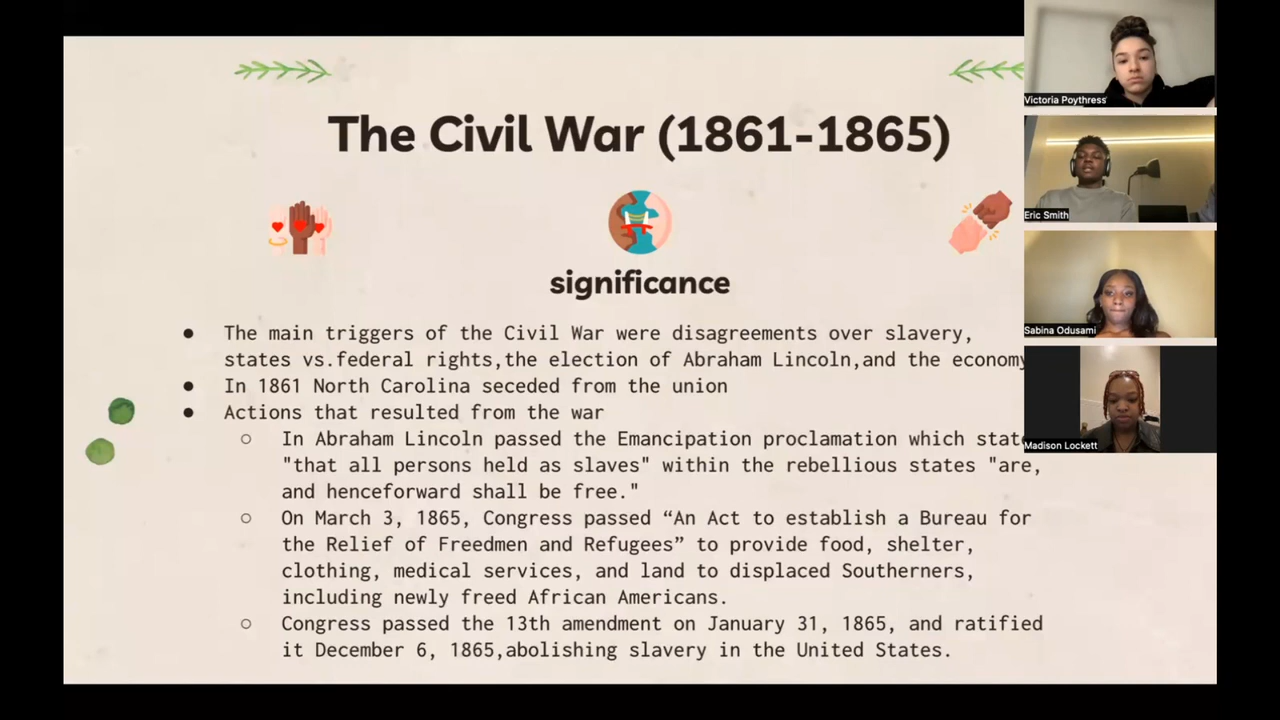 The Civil War (1861-1865)
significance
● The main triggers of the Civil War were disagreements over slavery,
states vs.federal rights,the election of Abraham Lincoln,and the economy
● In 1861 North Carolina seceded from the union
● Actions that resulted from the war
○ In Abraham Lincoln passed the Emancipation proclamation which
"that all persons held as slaves" within the rebellious states "are,
and henceforward shall be free."
○ On March 3, 1865, Congress passed “An Act to establish a Bureau for
the Relief of Freedmen and Refugees” to provide food, shelter,
clothing, medical services, and land to displaced Southerners,
including newly freed African Americans.
○ Congress passed the 13th amendment on January 31, 1865, and ratified
it December 6, 1865,abolishing slavery in the United States.
Victoria Poythress
Eric Smith
Sabina Odusami
Madison Lockett